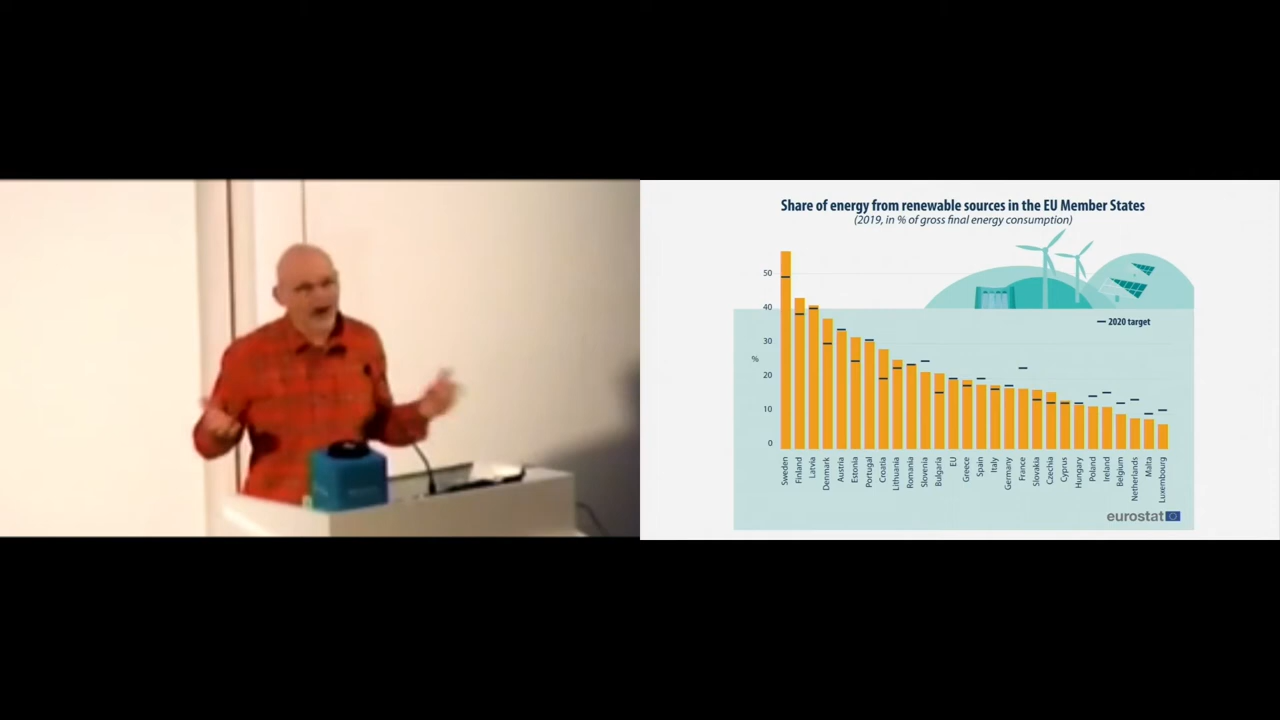 Share of energy from renewable sources in the EU Member States
(2019, in % of gross final energy consumption)
50
40
30
20
10
0
%
2020 target
Sweden
Finland
Latvia
Denmark
Austria
Estonia
Portugal
Croatia
Lithuania
Romania
Slovenia
Bulgaria
EU
Greece
Spain
Italy
Germany
France
Slovakia
Czechia
Cyprus
Hungary
Poland
Ireland
Belgium
Netherlands
Malta
Luxembourg
eurostat